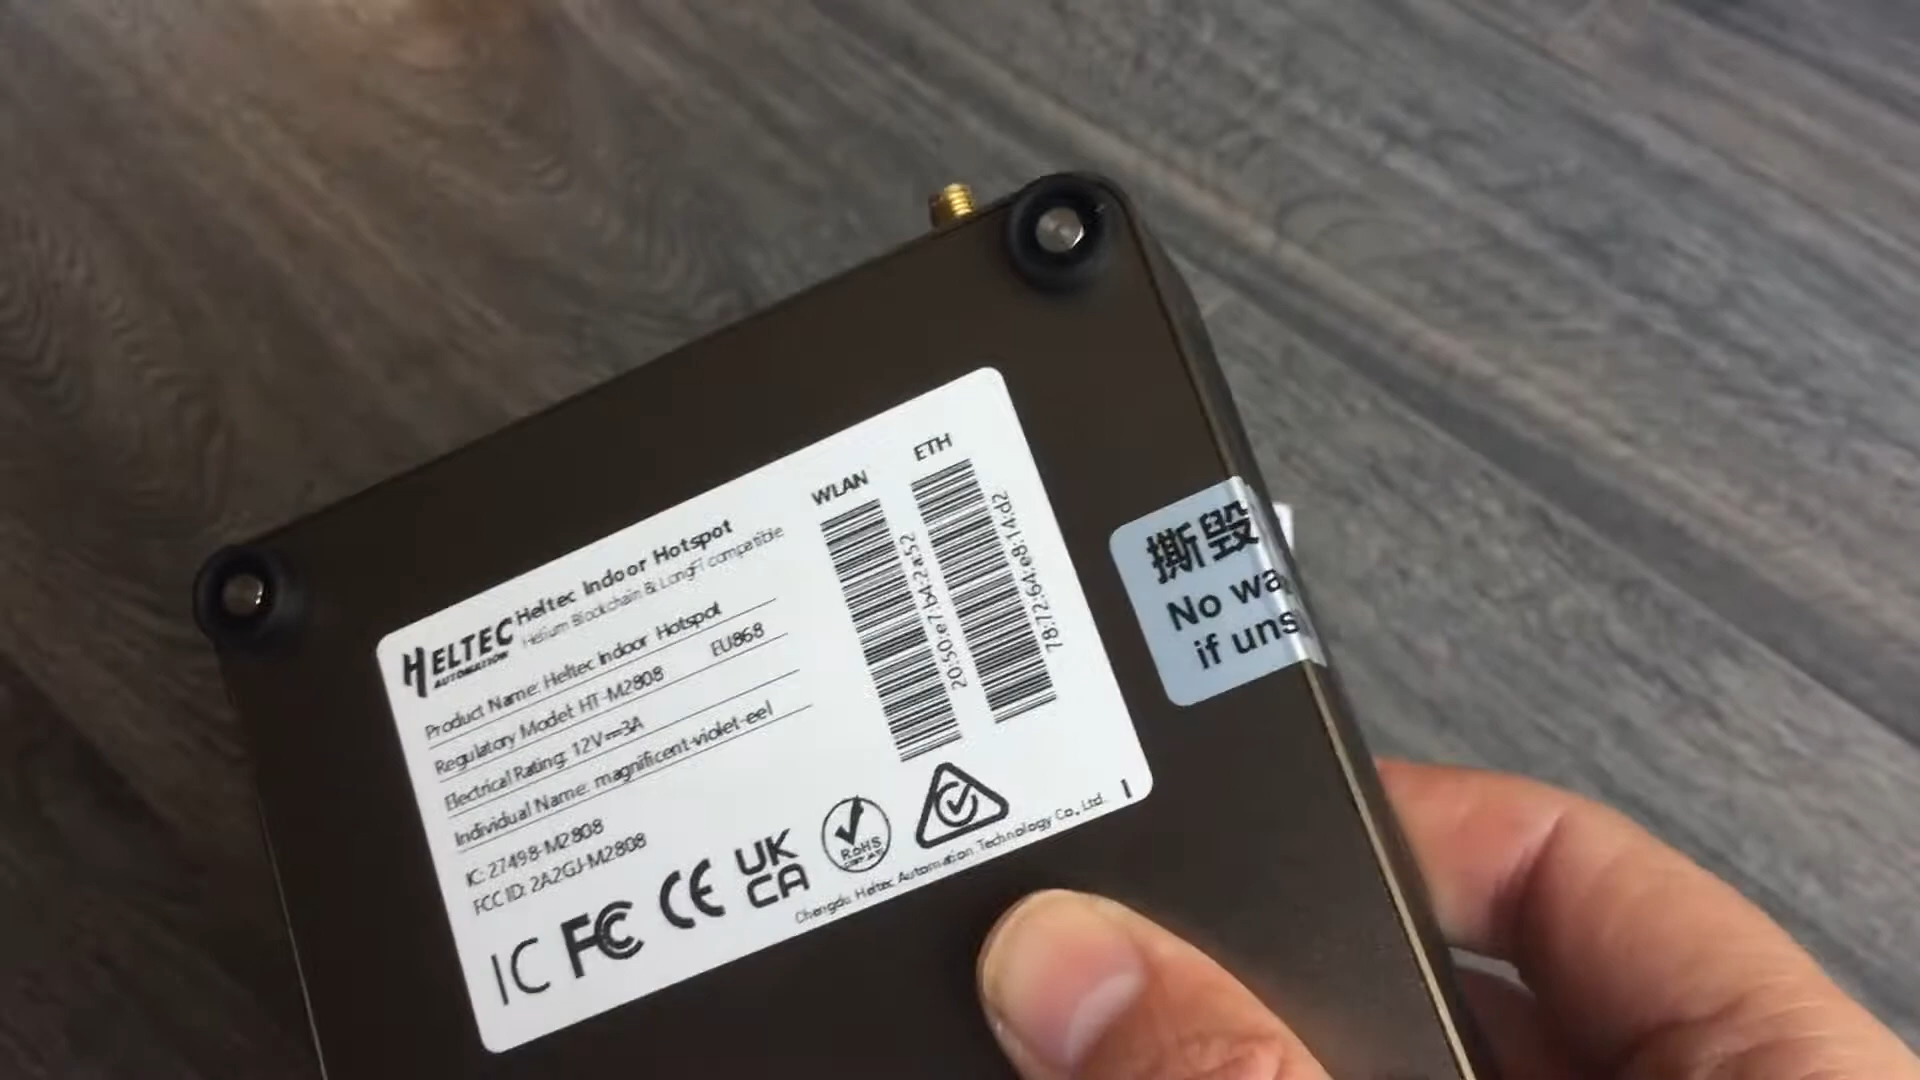 HELTEC
AUTOMATION
Heltec Indoor Hotspot
Helium Blockchain & LongFi compatible
Product Name: Heltec Indoor Hotspot
Regulatory Model: HT-M2808 EU868
Electrical Rating: 12V⎓3A
Individual Name: magnificent-violet-eel
IC: 27498-M2808
FCC ID: 2A2GJ-M2808
IC FC CE UK CA
RoHS
Chengdu Heltec Automation Technology Co., Ltd.
WLAN
20:50:e7:b4:2a:52
ETH
78:72:64:e8:14:d2
撕毁
No wa
if uns